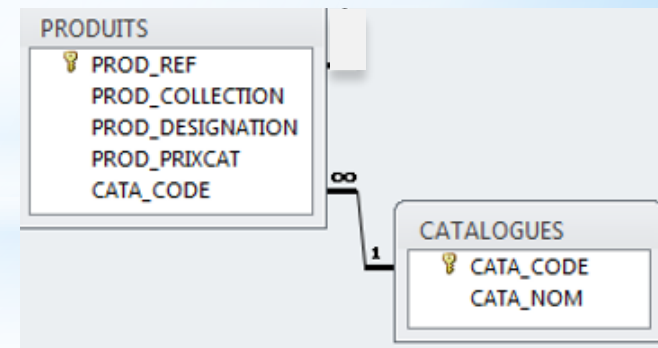 PRODUITS
PROD_REF
PROD_COLLECTION
PROD_DESIGNATION
PROD_PRIXCAT
CATA_CODE
∞
1
CATALOGUES
CATA_CODE
CATA_NOM